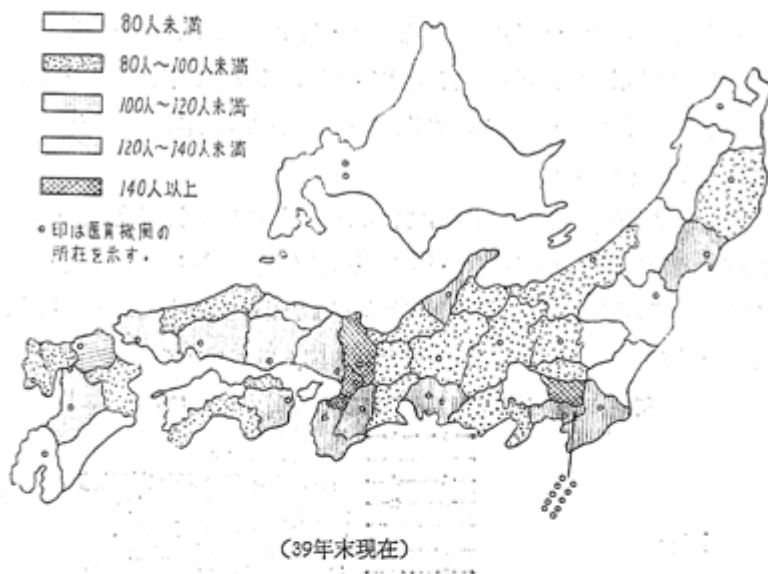 80人未満
80人～100人未満
100人～120人未満
120人～140人未満
140人以上
◦印は医育機関の
所在を示す.
(39年末現在)